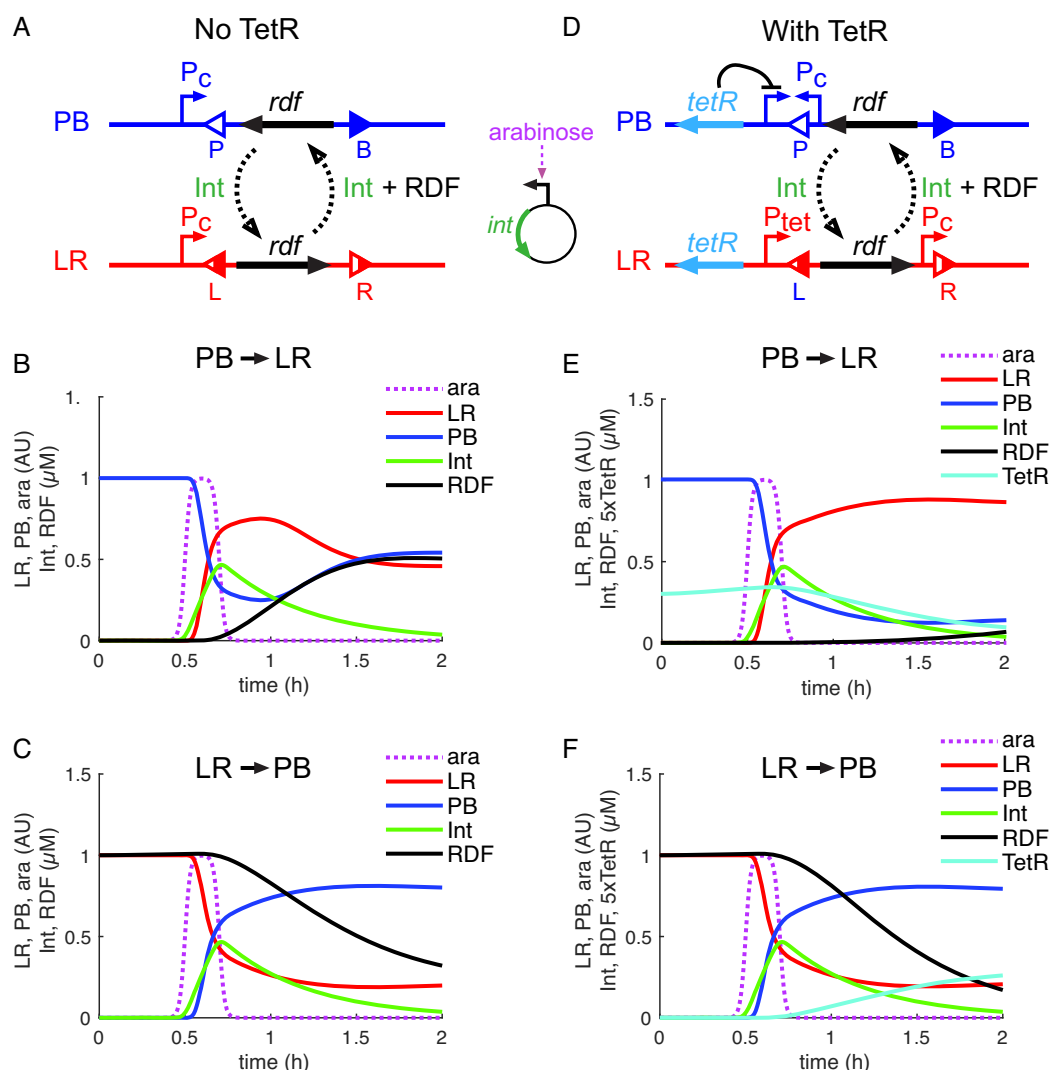 A
No TetR
PC
rdf
PB
P
B
Int
Int + RDF
PC
rdf
LR
L
R
arabinose
int
D
With TetR
PC
tetR
rdf
PB
P
B
Int
Int + RDF
Ptet
PC
tetR
rdf
LR
L
R
B
PB → LR
ara
LR
PB
Int
RDF
LR, PB, ara (AU)
Int, RDF (µM)
1.
1
0.5
0
0
0.5
1
1.5
2
time (h)
E
PB → LR
ara
LR
PB
Int
RDF
TetR
LR, PB, ara (AU)
Int, RDF, 5xTetR (µM)
1.5
1
0.5
0
0
0.5
1
1.5
2
time (h)
C
LR → PB
ara
LR
PB
Int
RDF
LR, PB, ara (AU)
Int, RDF (µM)
1.5
1
0.5
0
0
0.5
1
1.5
2
time (h)
F
LR → PB
ara
LR
PB
Int
RDF
TetR
LR, PB, ara (AU)
Int, RDF, 5xTetR (µM)
1.5
1
0.5
0
0
0.5
1
1.5
2
time (h)